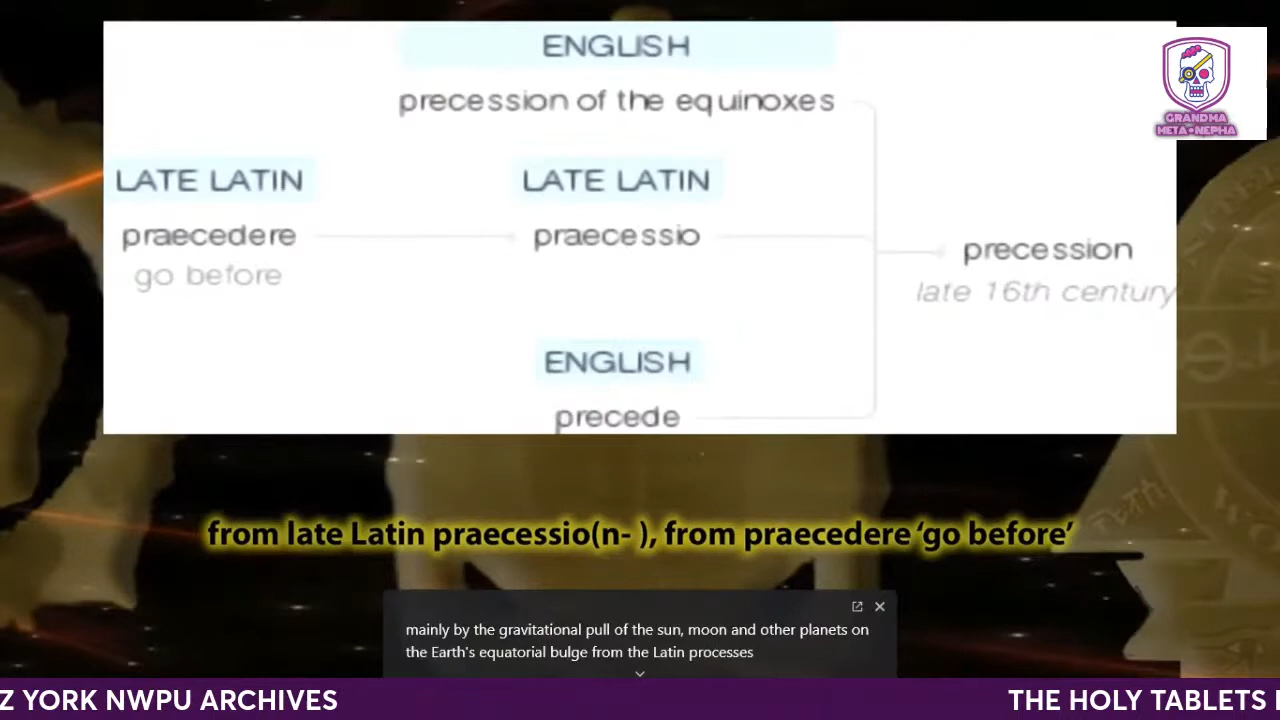 ENGLISH
precession of the equinoxes
GRANDMA
META•NEPHA
LATE LATIN
LATE LATIN
praecedere
praecessio
precession
go before
late 16th century
ENGLISH
precede
from late Latin praecessio(n- ), from praecedere ‘go before’
mainly by the gravitational pull of the sun, moon and other planets on
the Earth's equatorial bulge from the Latin processes
Z YORK NWPU ARCHIVES
THE HOLY TABLETS